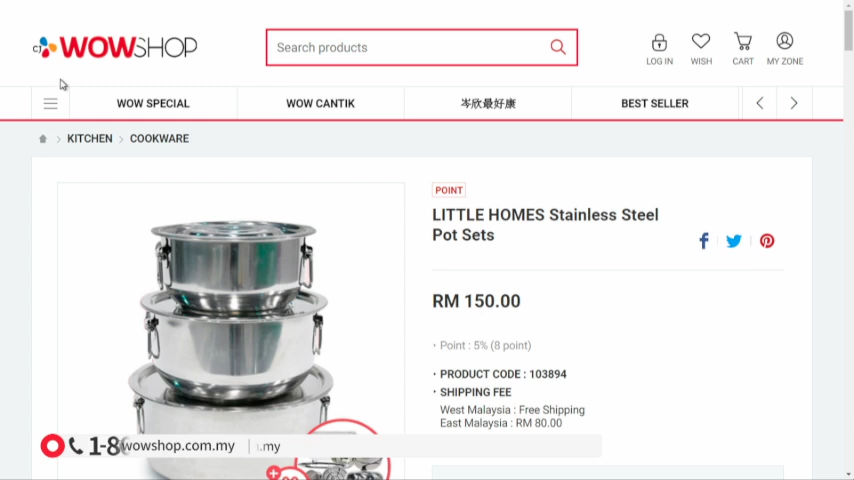 CJ WOWSHOP
Search products
LOG IN
WISH
CART
MY ZONE
WOW SPECIAL
WOW CANTIK
岑欣最好康
BEST SELLER
KITCHEN
COOKWARE
POINT
LITTLE HOMES Stainless Steel
Pot Sets
RM 150.00
· Point : 5% (8 point)
· PRODUCT CODE : 103894
· SHIPPING FEE
West Malaysia : Free Shipping
East Malaysia : RM 80.00
1-8
wowshop.com.my
.my